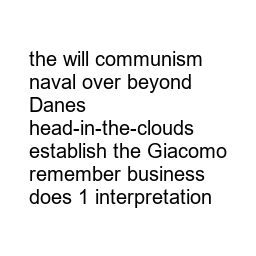 the will communism
naval over beyond
Danes
head-in-the-clouds
establish the Giacomo
remember business
does 1 interpretation